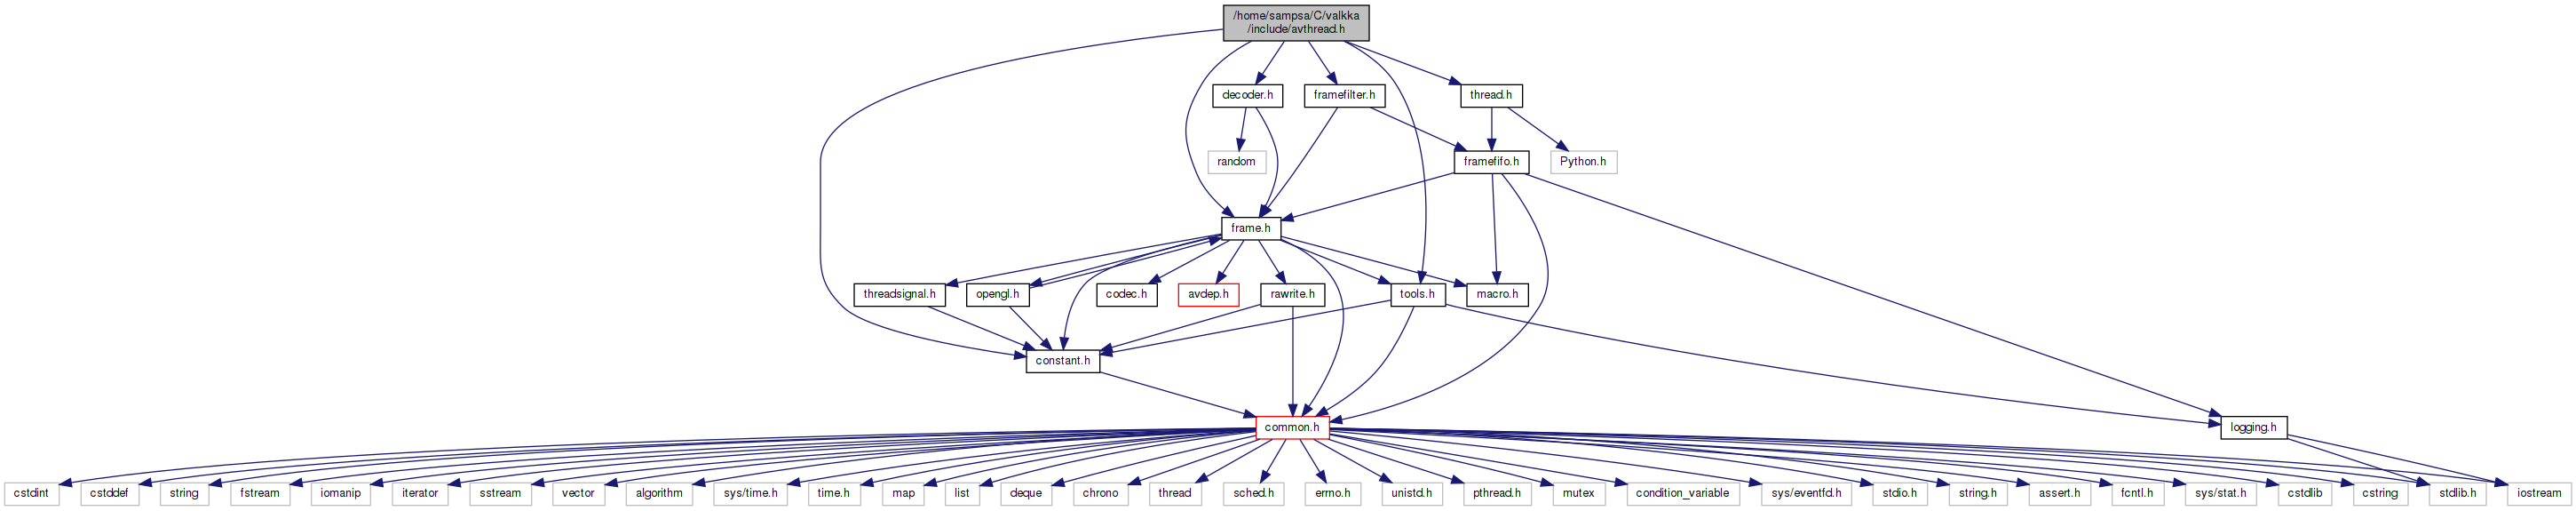 /home/sampsa/C/valkka
/include/avthread.h
decoder.h
framefilter.h
thread.h
random
framefifo.h
Python.h
frame.h
threadsignal.h
opengl.h
codec.h
avdep.h
rawrite.h
tools.h
macro.h
constant.h
common.h
logging.h
cstdint
cstddef
string
fstream
iomanip
iterator
sstream
vector
algorithm
sys/time.h
time.h
map
list
deque
chrono
thread
sched.h
errno.h
unistd.h
pthread.h
mutex
condition_variable
sys/eventfd.h
stdio.h
string.h
assert.h
fcntl.h
sys/stat.h
cstdlib
cstring
stdlib.h
iostream